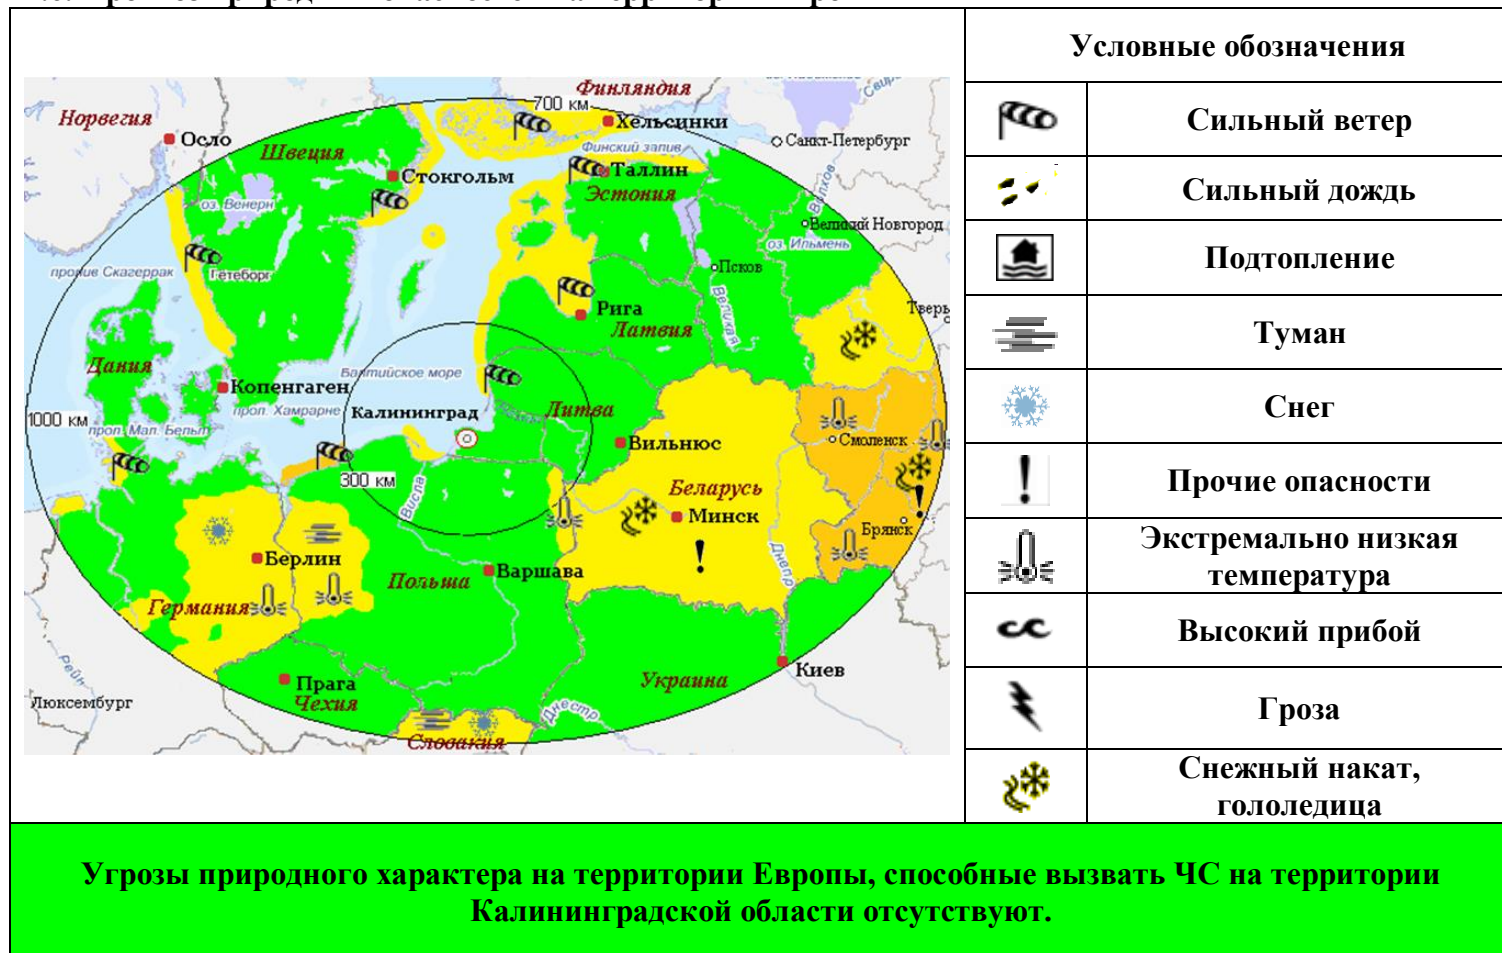 Условные обозначения
Сильный ветер
Сильный дождь
Подтопление
Туман
Снег
Прочие опасности
Экстремально низкая
температура
Высокий прибой
Гроза
Снежный накат,
гололедица
Финляндия
700 км
Норвегия
Хельсинки
Осло
Санкт-Петербург
Свирь
Швеция
Финский залив
Стокгольм
Таллин
Эстония
Волхов
оз. Венерн
Великий Новгород
оз. Ильмень
пролив Скагеррак
Гетеборг
Псков
Великая
Рига
Тверь
Латвия
Дания
Балтийское море
Копенгаген
прол. Хамрарне
Калининград
Литва
1000 км
прол. Мал. Бельт
Смоленск
Вильнюс
300 км
Висла
Беларусь
Минск
Брянск
Днепр
Берлин
Польша
Варшава
Германия
Киев
Украина
Рейн
Прага
Чехия
Люксембург
Днестр
Словакия
Угрозы природного характера на территории Европы, способные вызвать ЧС на территории
Калининградской области отсутствуют.